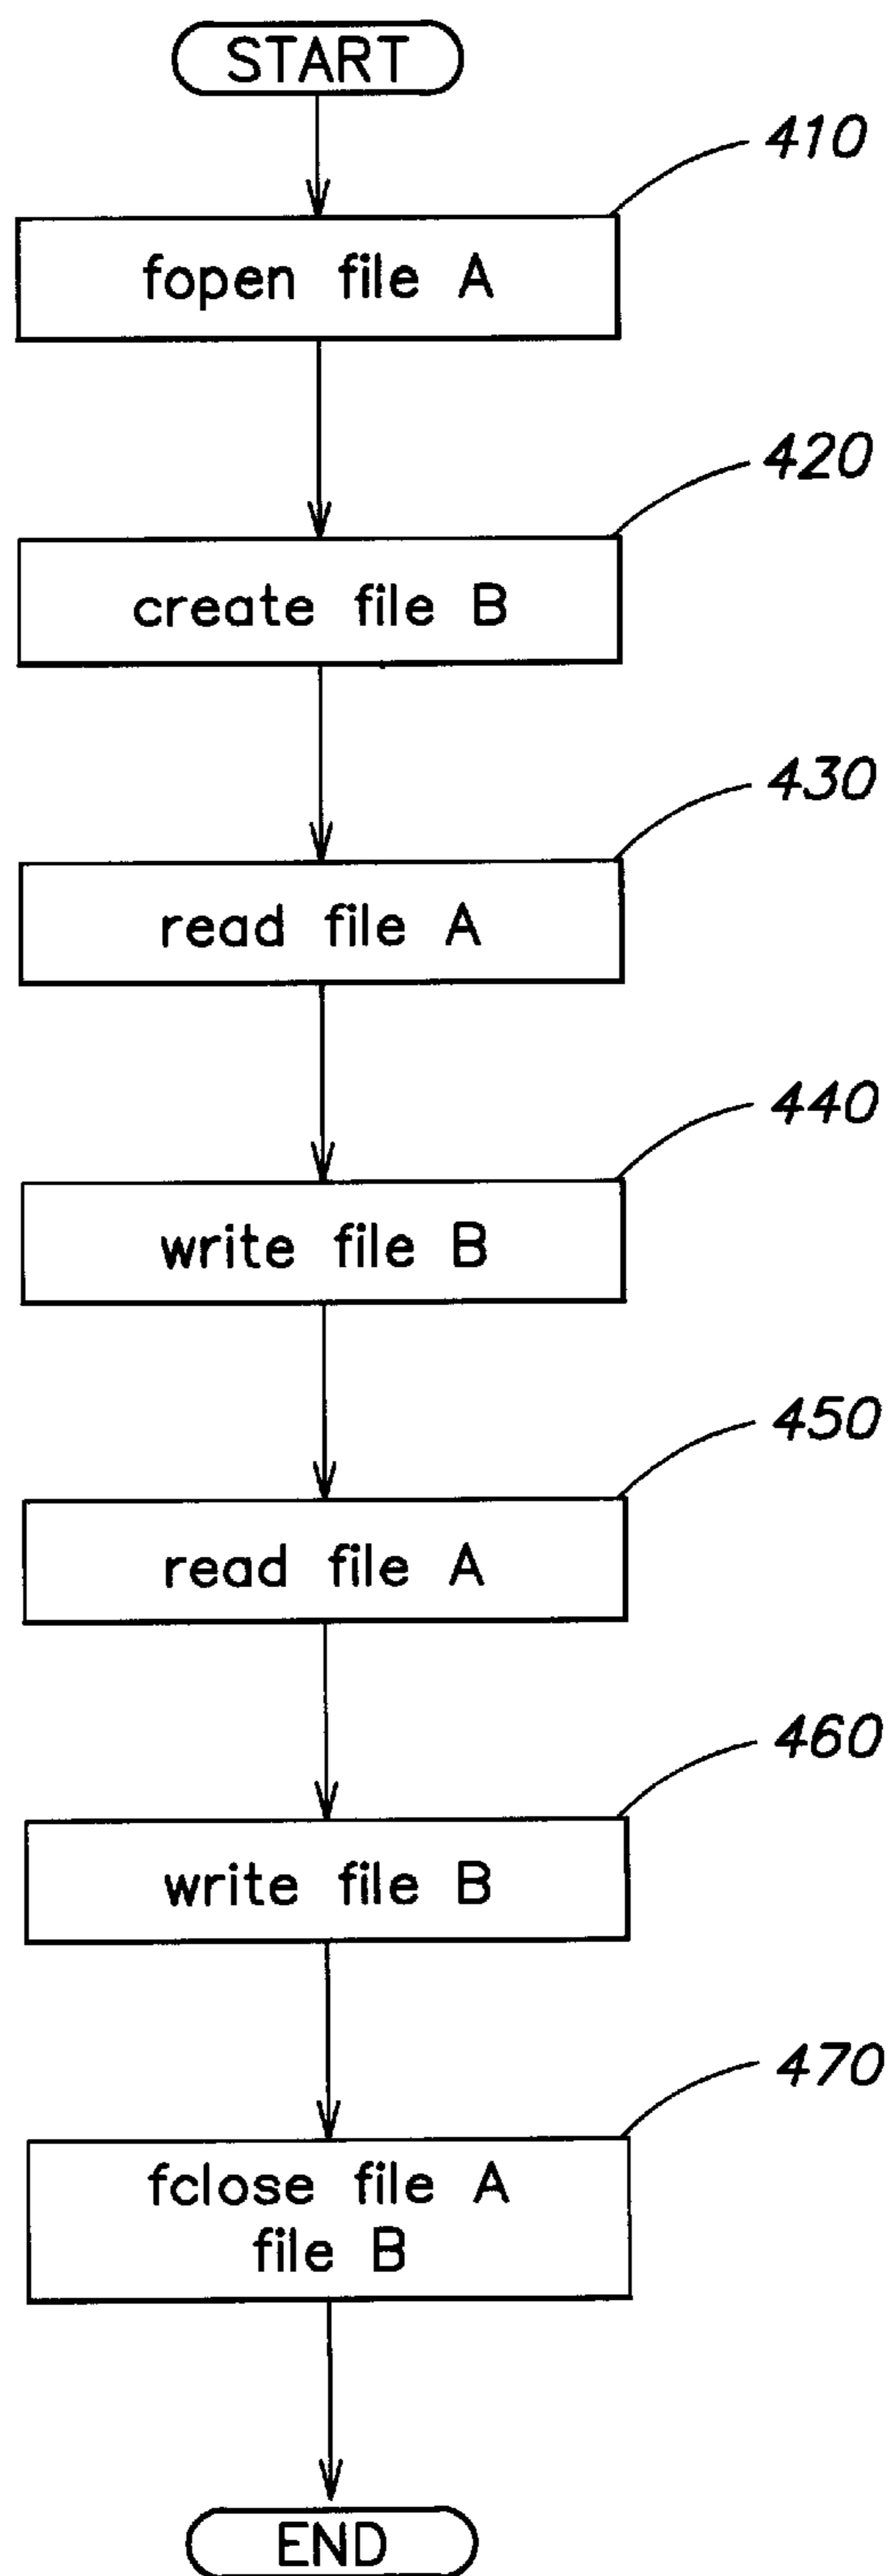 START
410
fopen file A
420
create file B
430
read file A
440
write file B
450
read file A
460
write file B
470
fclose file A
file B
END